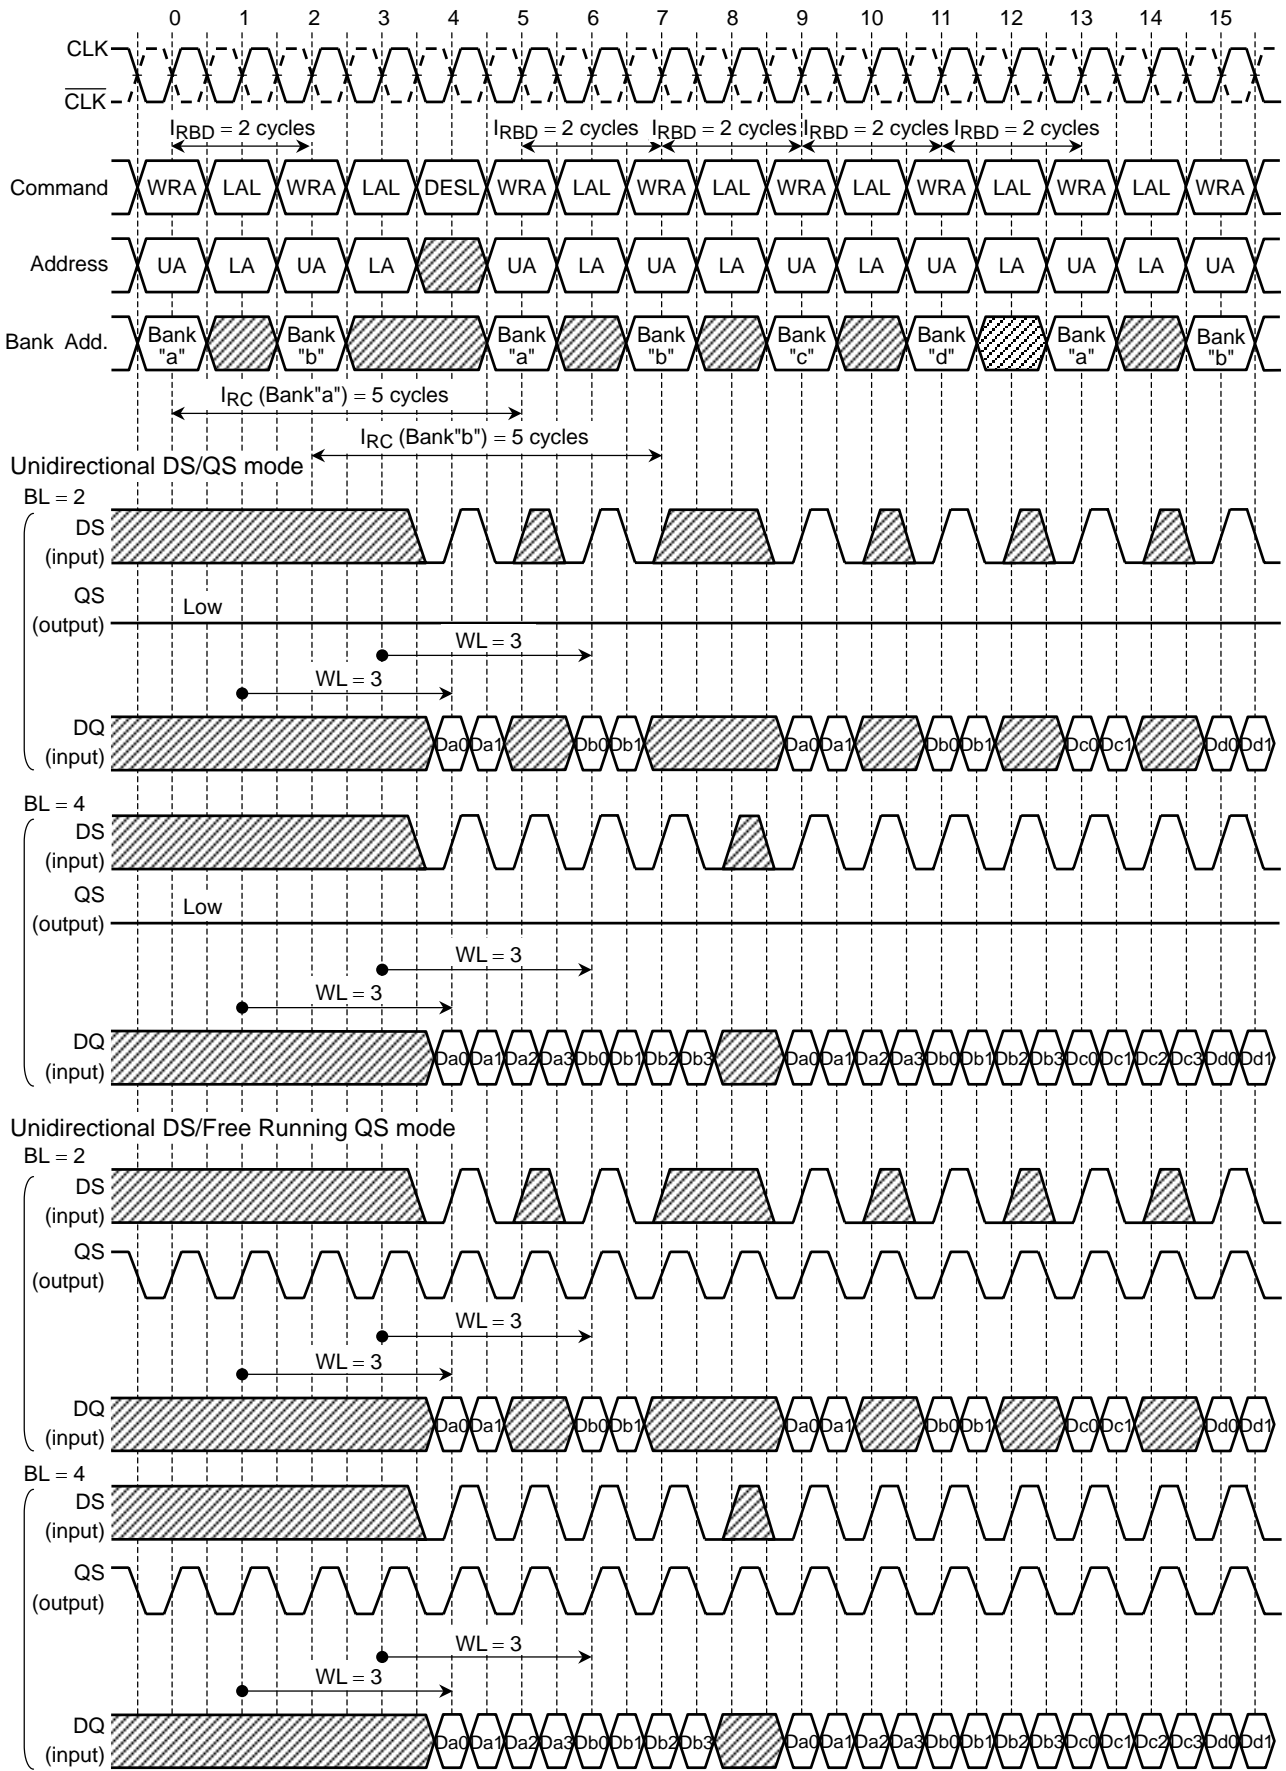 0 1 2 3 4 5 6 7 8 9 10 11 12 13 14 15
CLK
CLK
IRBD = 2 cycles IRBD = 2 cycles IRBD = 2 cycles IRBD = 2 cycles IRBD = 2 cycles
Command WRA LAL WRA LAL DESL WRA LAL WRA LAL WRA LAL WRA LAL WRA LAL WRA
Address UA LA UA LA UA LA UA LA UA LA UA LA UA LA UA
Bank Add. Bank "a" Bank "b" Bank "a" Bank "b" Bank "c" Bank "d" Bank "a" Bank "b"
IRC (Bank"a") = 5 cycles
IRC (Bank"b") = 5 cycles
Unidirectional DS/QS mode
BL = 2
DS
(input)
QS
Low
(output)
WL = 3
WL = 3
DQ
(input)
Da0 Da1 Db0 Db1 Da0 Da1 Db0 Db1 Dc0 Dc1 Dd0 Dd1
BL = 4
DS
(input)
QS
Low
(output)
WL = 3
WL = 3
DQ
(input)
Da0 Da1 Da2 Da3 Db0 Db1 Db2 Db3 Da0 Da1 Da2 Da3 Db0 Db1 Db2 Db3 Dc0 Dc1 Dc2 Dc3 Dd0 Dd1
Unidirectional DS/Free Running QS mode
BL = 2
DS
(input)
QS
(output)
WL = 3
WL = 3
DQ
(input)
Da0 Da1 Db0 Db1 Da0 Da1 Db0 Db1 Dc0 Dc1 Dd0 Dd1
BL = 4
DS
(input)
QS
(output)
WL = 3
WL = 3
DQ
(input)
Da0 Da1 Da2 Da3 Db0 Db1 Db2 Db3 Da0 Da1 Da2 Da3 Db0 Db1 Db2 Db3 Dc0 Dc1 Dc2 Dc3 Dd0 Dd1